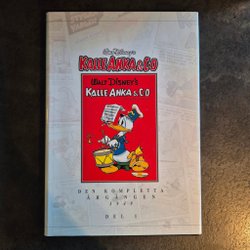 Walt Disney's
KALLE ANKA & C:O
WALT DISNEY'S
KALLE ANKA & C:O
DEN KOMPLETTA
ÅRGÅNGEN
DEL 1